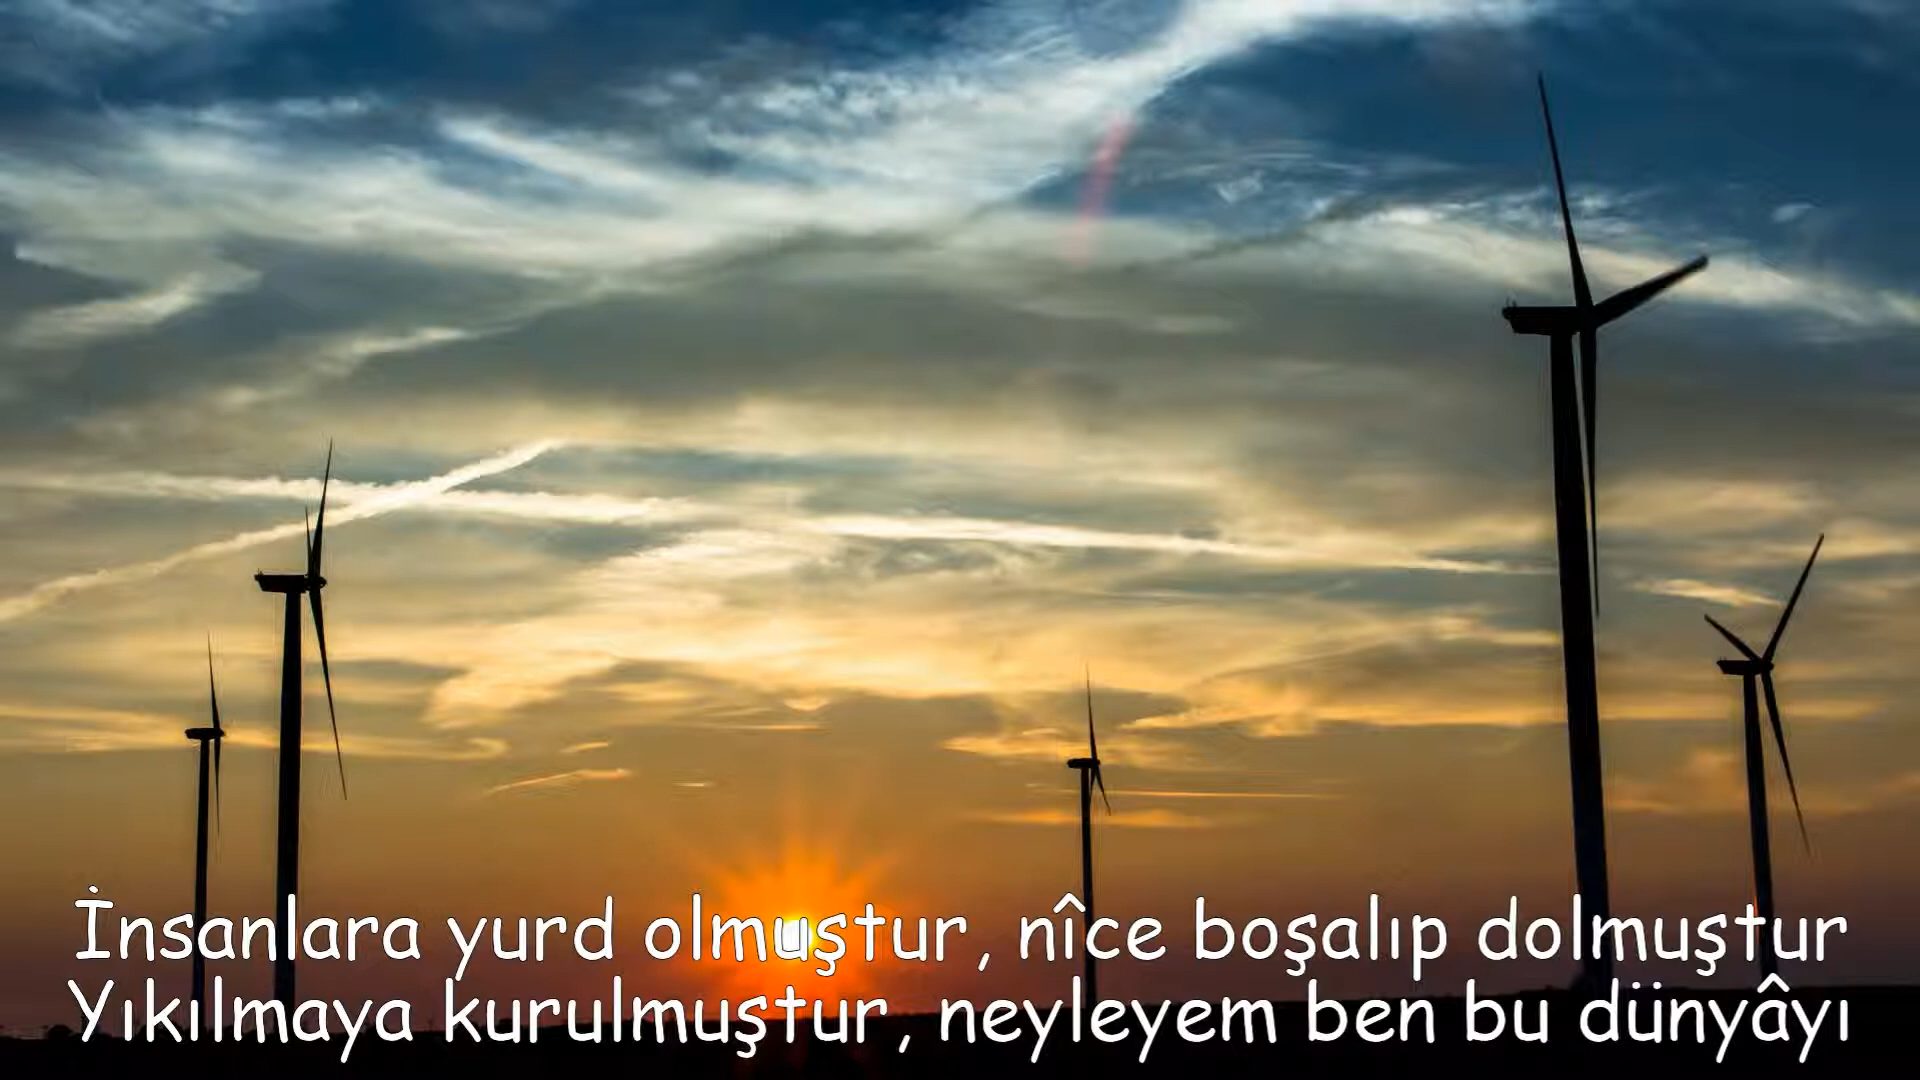 İnsanlara yurd olmuştur, nîce boşalıp dolmuştur
Yıkılmaya kurulmuştur, neyleyem ben bu dünyâyı